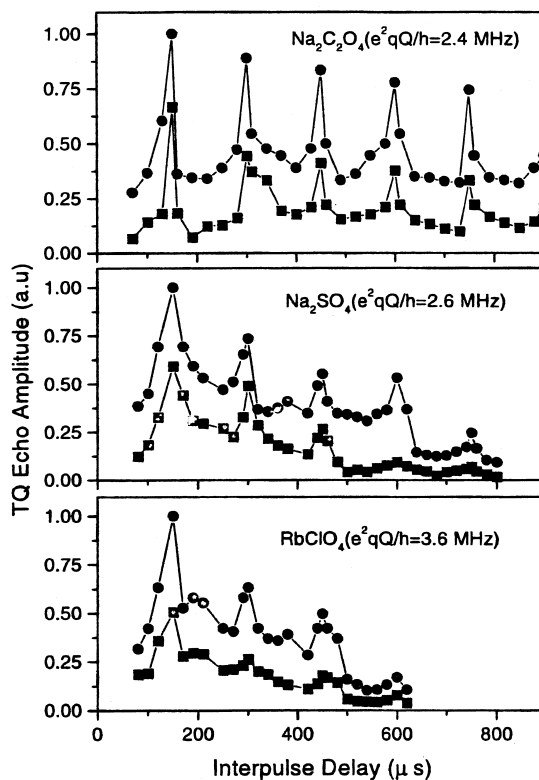 1.00
Na₂C₂O₄(e²qQ/h=2.4 MHz)
0.75
0.50
0.25
0.00
1.00
Na₂SO₄(e²qQ/h=2.6 MHz)
0.75
0.50
0.25
0.00
TQ Echo Amplitude (a.u)
1.00
RbClO₄(e²qQ/h=3.6 MHz)
0.75
0.50
0.25
0.00
0 200 400 600 800
Interpulse Delay (μ s)